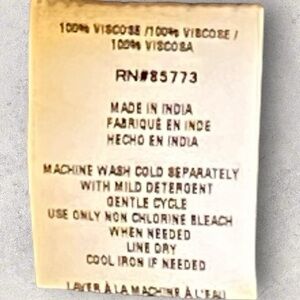 100% VISCOSE /100% VISCOSE /
100% VISCOSA
RN#85773
MADE IN INDIA
FABRIQUÉ EN INDE
HECHO EN INDIA
MACHINE WASH COLD SEPARATELY
WITH MILD DETERGENT
GENTLE CYCLE
USE ONLY NON CHLORINE BLEACH
WHEN NEEDED
LINE DRY
COOL IRON IF NEEDED
LAVER À LA MACHINE À L'EAU